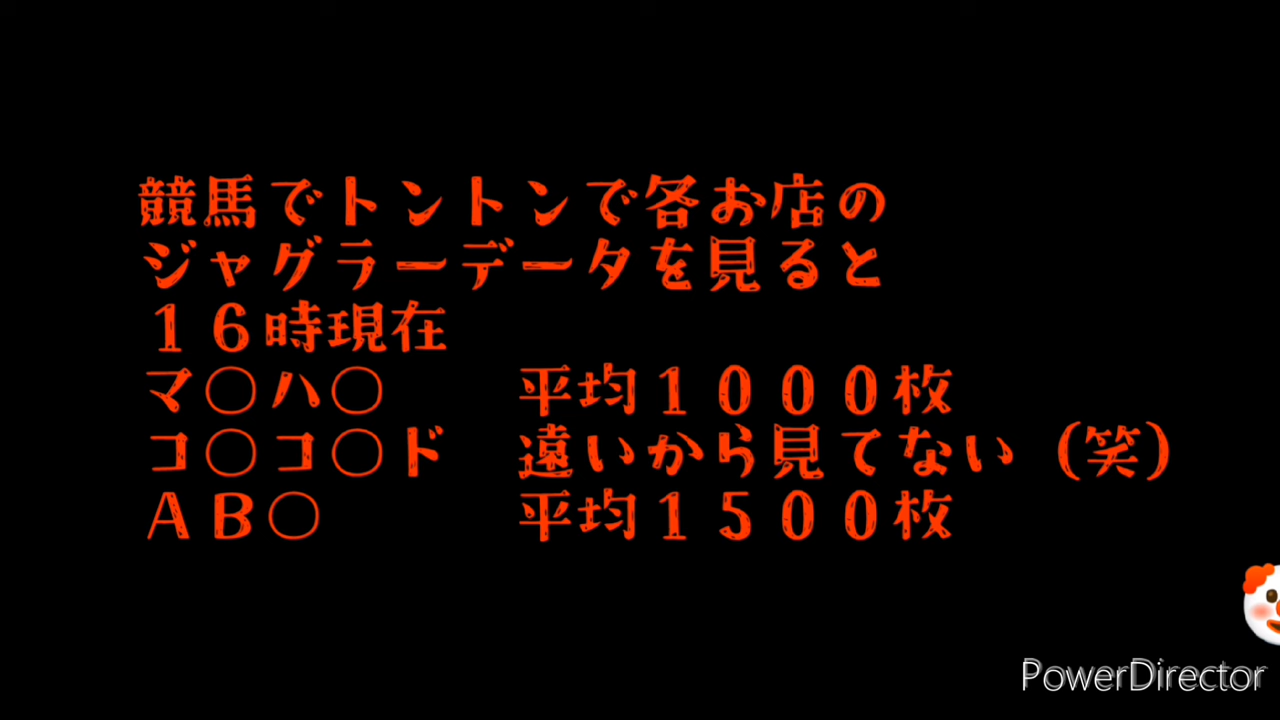 競馬でトントンで各お店の
ジャグラーデータを見ると
１６時現在
マ○ハ○　　平均１０００枚
コ○コ○ド　遠いから見てない（笑）
ＡＢ○　　　平均１５００枚
PowerDirector